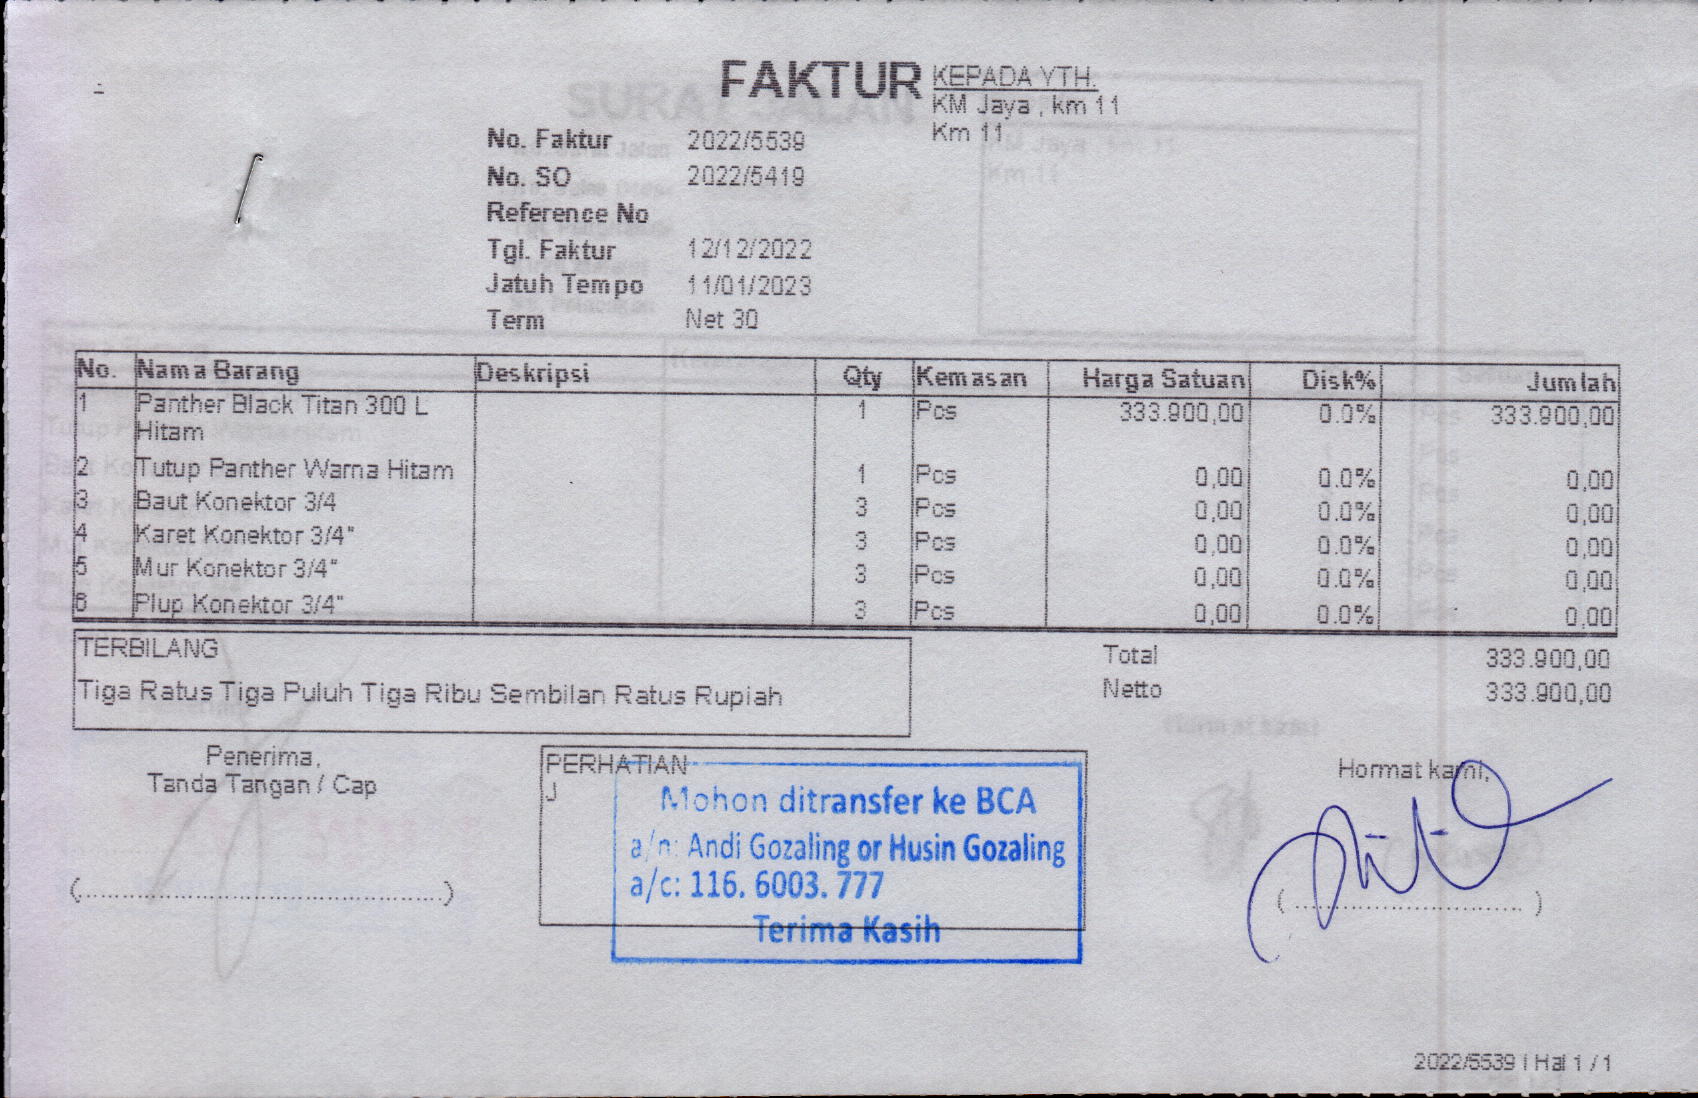 FAKTUR
KEPADA YTH.
KM Jaya , km 11
Km 11
No. Faktur 2022/5539
No. SO 2022/5419
Reference No
Tgl. Faktur 12/12/2022
Jatuh Tempo 11/01/2023
Term Net 30
No. Nama Barang Deskripsi Qty Kemasan Harga Satuan Disk% Jumlah
1 Panther Black Titan 300 L 1 Pcs 333.900,00 0.0% 333.900,00
Hitam
2 Tutup Panther Warna Hitam 1 Pcs 0,00 0.0% 0,00
3 Baut Konektor 3/4 3 Pcs 0,00 0.0% 0,00
4 Karet Konektor 3/4" 3 Pcs 0,00 0.0% 0,00
5 Mur Konektor 3/4" 3 Pcs 0,00 0.0% 0,00
6 Plup Konektor 3/4" 3 Pcs 0,00 0.0% 0,00
TERBILANG
Tiga Ratus Tiga Puluh Tiga Ribu Sembilan Ratus Rupiah
Total 333.900,00
Netto 333.900,00
Penerima,
Tanda Tangan / Cap
(..........................................)
PERHATIAN
J
Mohon ditransfer ke BCA
a/n: Andi Gozaling or Husin Gozaling
a/c: 116. 6003. 777
Terima Kasih
Hormat kami,
( .............................. )
2022/5539 | Hal 1 / 1